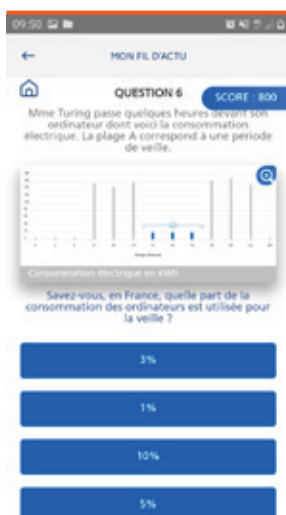 09:50
MON FIL D'ACTU
QUESTION 6
SCORE : 800
Mme Turing passe quelques heures devant son
ordinateur dont voici la consommation
électrique. La plage A correspond à une période
de veille.
Consommation électrique en kWh
Savez-vous, en France, quelle part de la
consommation des ordinateurs est utilisée pour
la veille ?
3%
1%
10%
5%